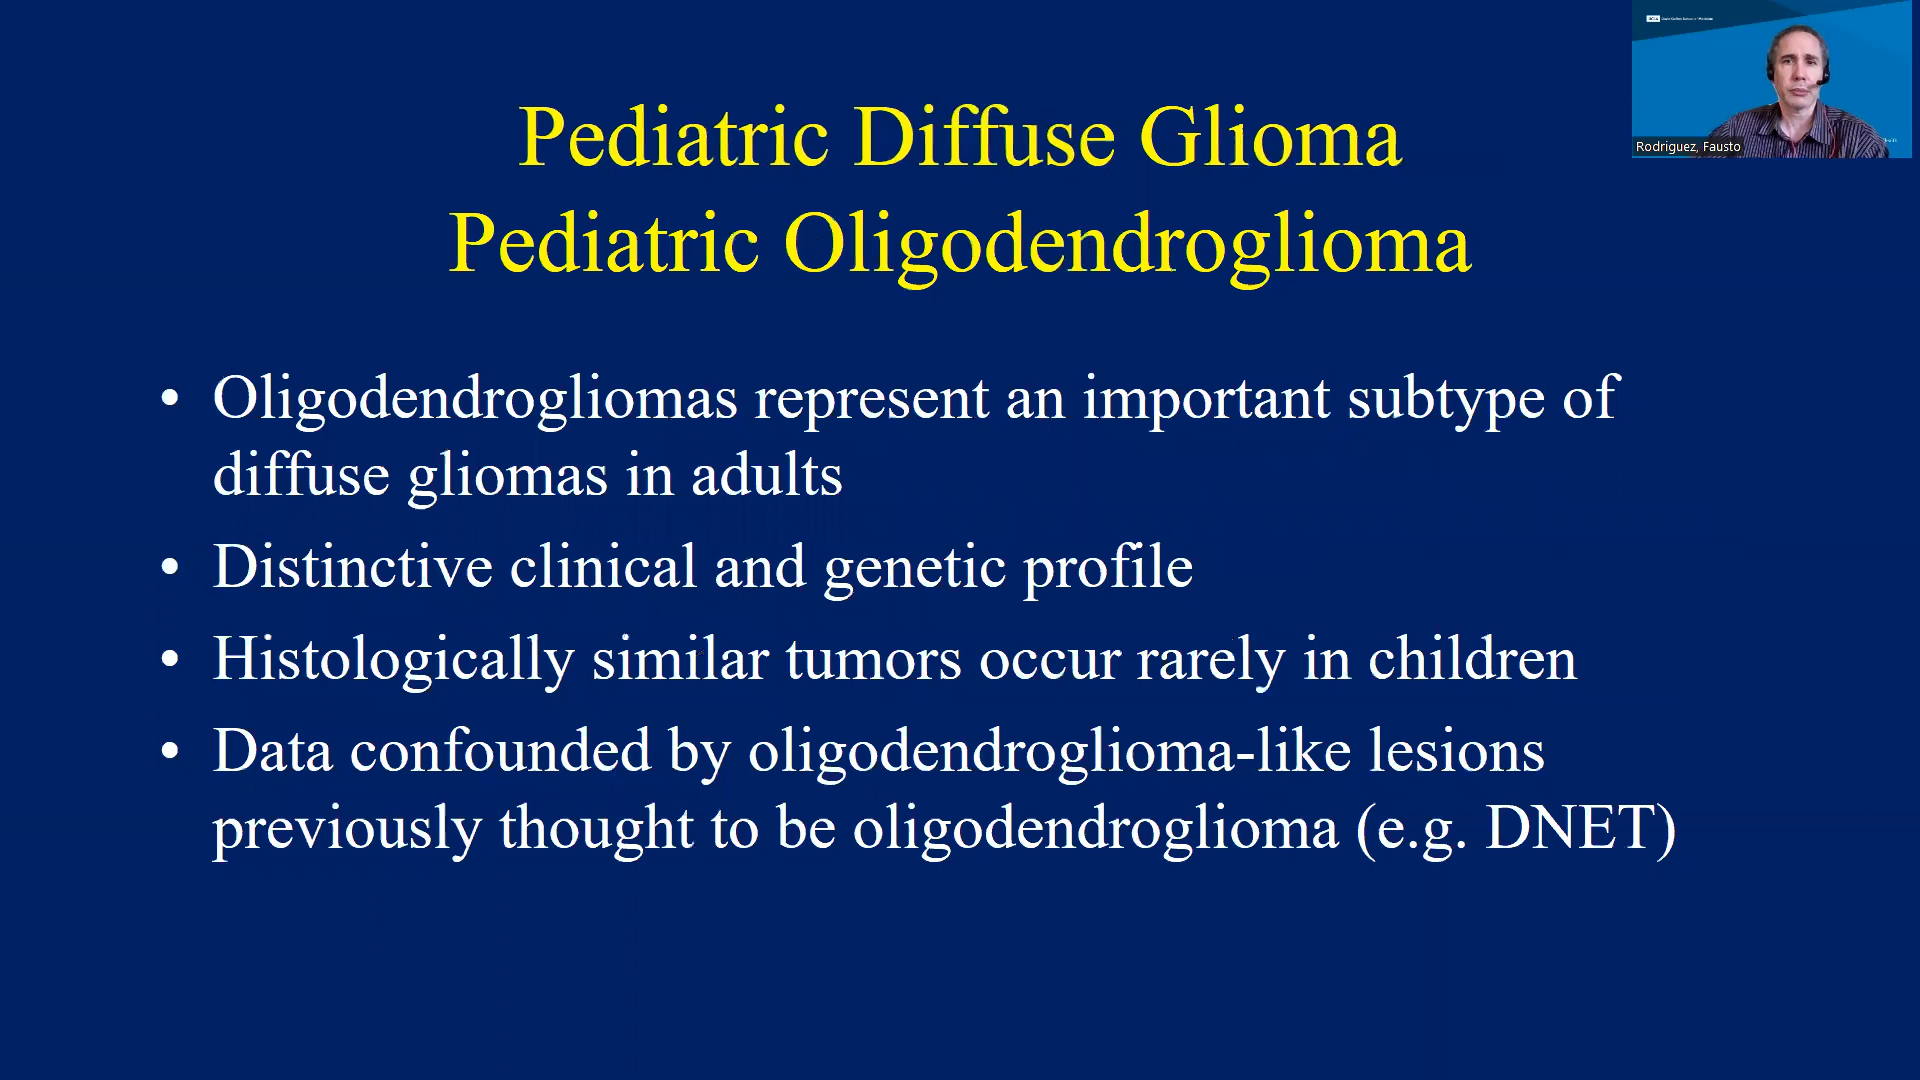 Pediatric Diffuse Glioma
Pediatric Oligodendroglioma
• Oligodendrogliomas represent an important subtype of
diffuse gliomas in adults
• Distinctive clinical and genetic profile
• Histologically similar tumors occur rarely in children
• Data confounded by oligodendroglioma-like lesions
previously thought to be oligodendroglioma (e.g. DNET)
Rodriguez, Fausto